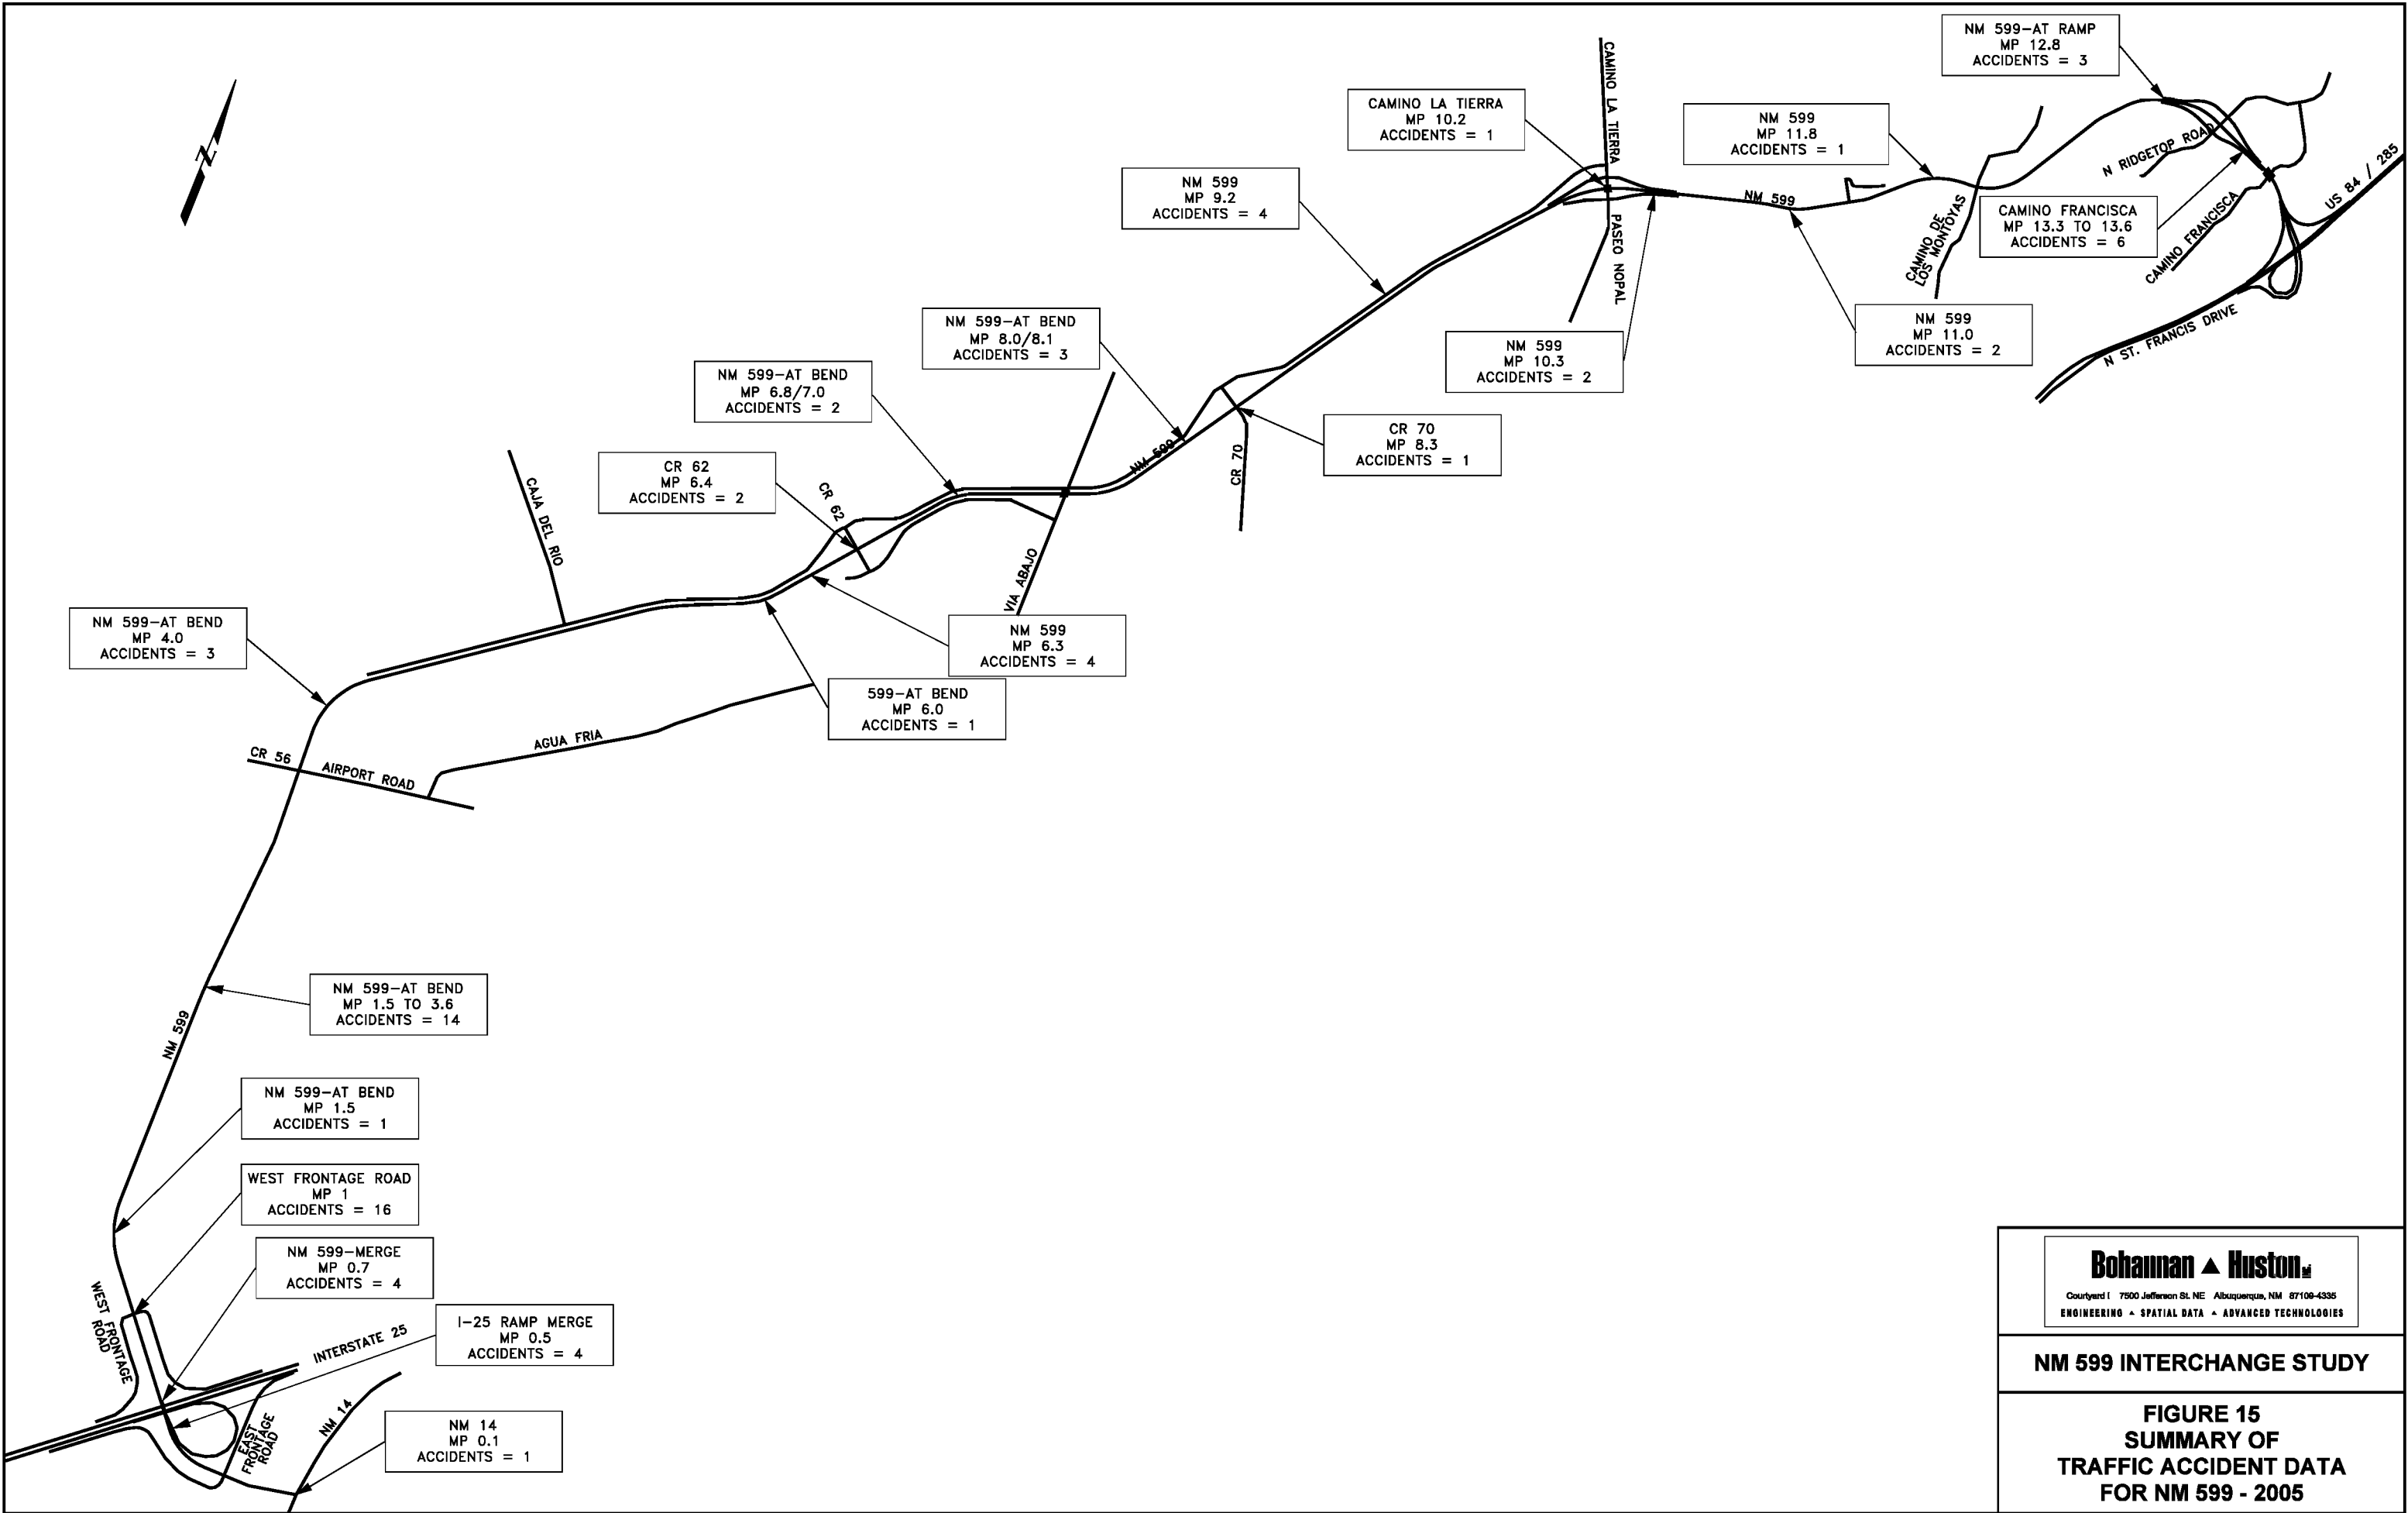 NM 599-AT RAMP
MP 12.8
ACCIDENTS = 3
CAMINO LA TIERRA
MP 10.2
ACCIDENTS = 1
CAMINO LA TIERRA
NM 599
MP 11.8
ACCIDENTS = 1
N RIDGETOP ROAD
US 84 / 285
NM 599
MP 9.2
ACCIDENTS = 4
NM 599
CAMINO DE
LOS MONTOYAS
CAMINO FRANCISCA
MP 13.3 TO 13.6
ACCIDENTS = 6
CAMINO FRANCISCA
PASEO NOPAL
N
NM 599-AT BEND
MP 8.0/8.1
ACCIDENTS = 3
NM 599
MP 10.3
ACCIDENTS = 2
NM 599
MP 11.0
ACCIDENTS = 2
N ST. FRANCIS DRIVE
NM 599-AT BEND
MP 6.8/7.0
ACCIDENTS = 2
CR 70
MP 8.3
ACCIDENTS = 1
NM 599
CR 70
CR 62
MP 6.4
ACCIDENTS = 2
CR 62
CAJA DEL RIO
VIA ABAJO
NM 599-AT BEND
MP 4.0
ACCIDENTS = 3
NM 599
MP 6.3
ACCIDENTS = 4
599-AT BEND
MP 6.0
ACCIDENTS = 1
AGUA FRIA
CR 56
AIRPORT ROAD
NM 599-AT BEND
MP 1.5 TO 3.6
ACCIDENTS = 14
NM 599
NM 599-AT BEND
MP 1.5
ACCIDENTS = 1
WEST FRONTAGE ROAD
MP 1
ACCIDENTS = 16
NM 599-MERGE
MP 0.7
ACCIDENTS = 4
WEST FRONTAGE
ROAD
INTERSTATE 25
I-25 RAMP MERGE
MP 0.5
ACCIDENTS = 4
NM 14
EAST
FRONTAGE
ROAD
NM 14
MP 0.1
ACCIDENTS = 1
Bohannan ▲ Huston INC.
Courtyard I 7500 Jefferson St. NE Albuquerque, NM 87109-4335
ENGINEERING ▲ SPATIAL DATA ▲ ADVANCED TECHNOLOGIES
NM 599 INTERCHANGE STUDY
FIGURE 15
SUMMARY OF
TRAFFIC ACCIDENT DATA
FOR NM 599 - 2005